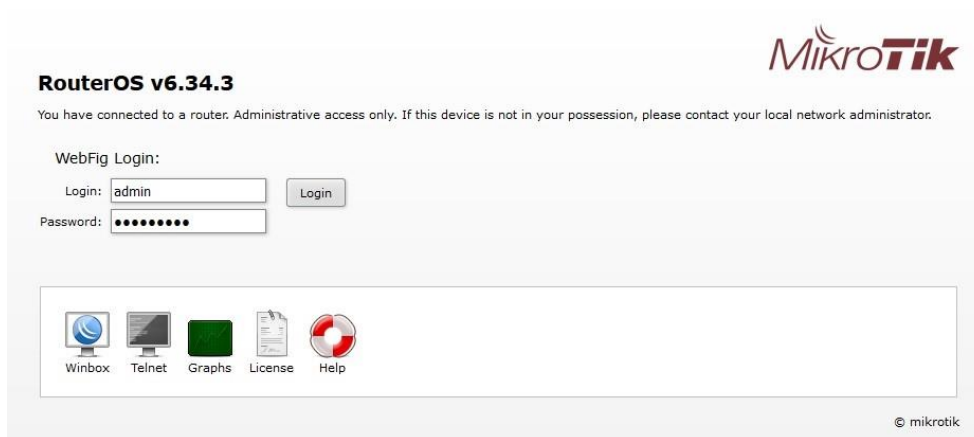 MikroTik
RouterOS v6.34.3
You have connected to a router. Administrative access only. If this device is not in your possession, please contact your local network administrator.
WebFig Login:
Login: admin Login
Password: ●●●●●●●●●
Winbox Telnet Graphs License Help
© mikrotik